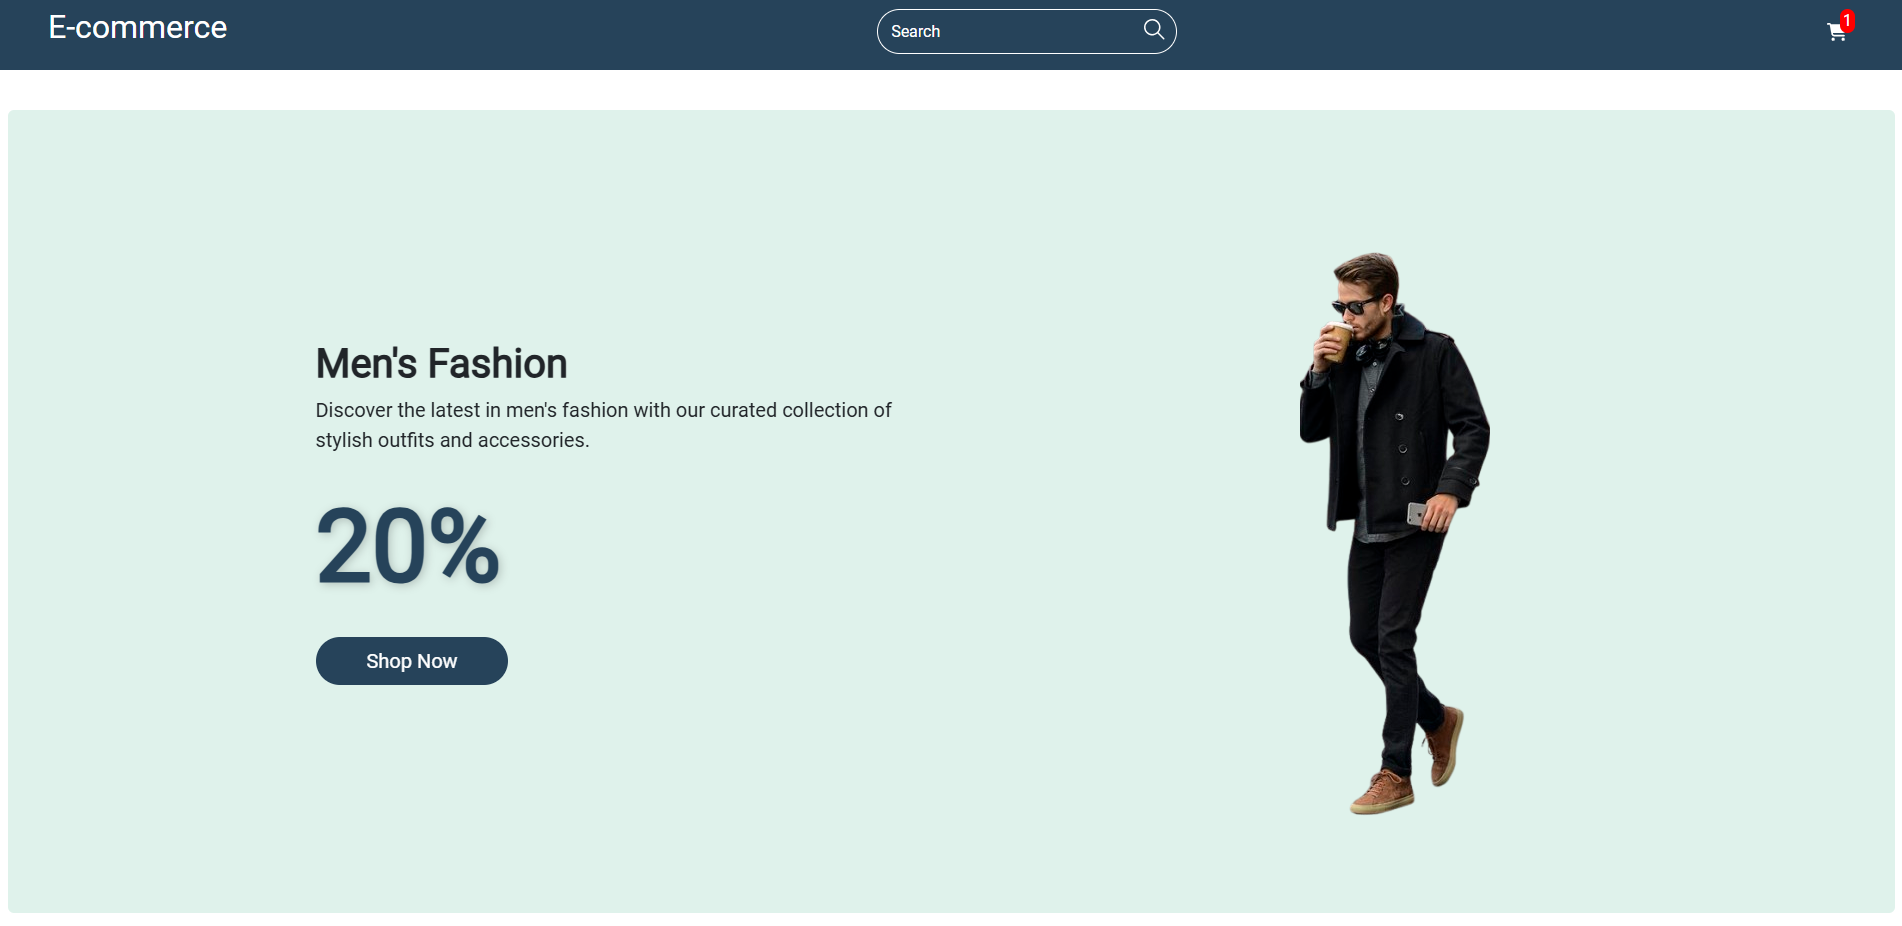 E-commerce
Search
1
Men's Fashion
Discover the latest in men's fashion with our curated collection of
stylish outfits and accessories.
20%
Shop Now